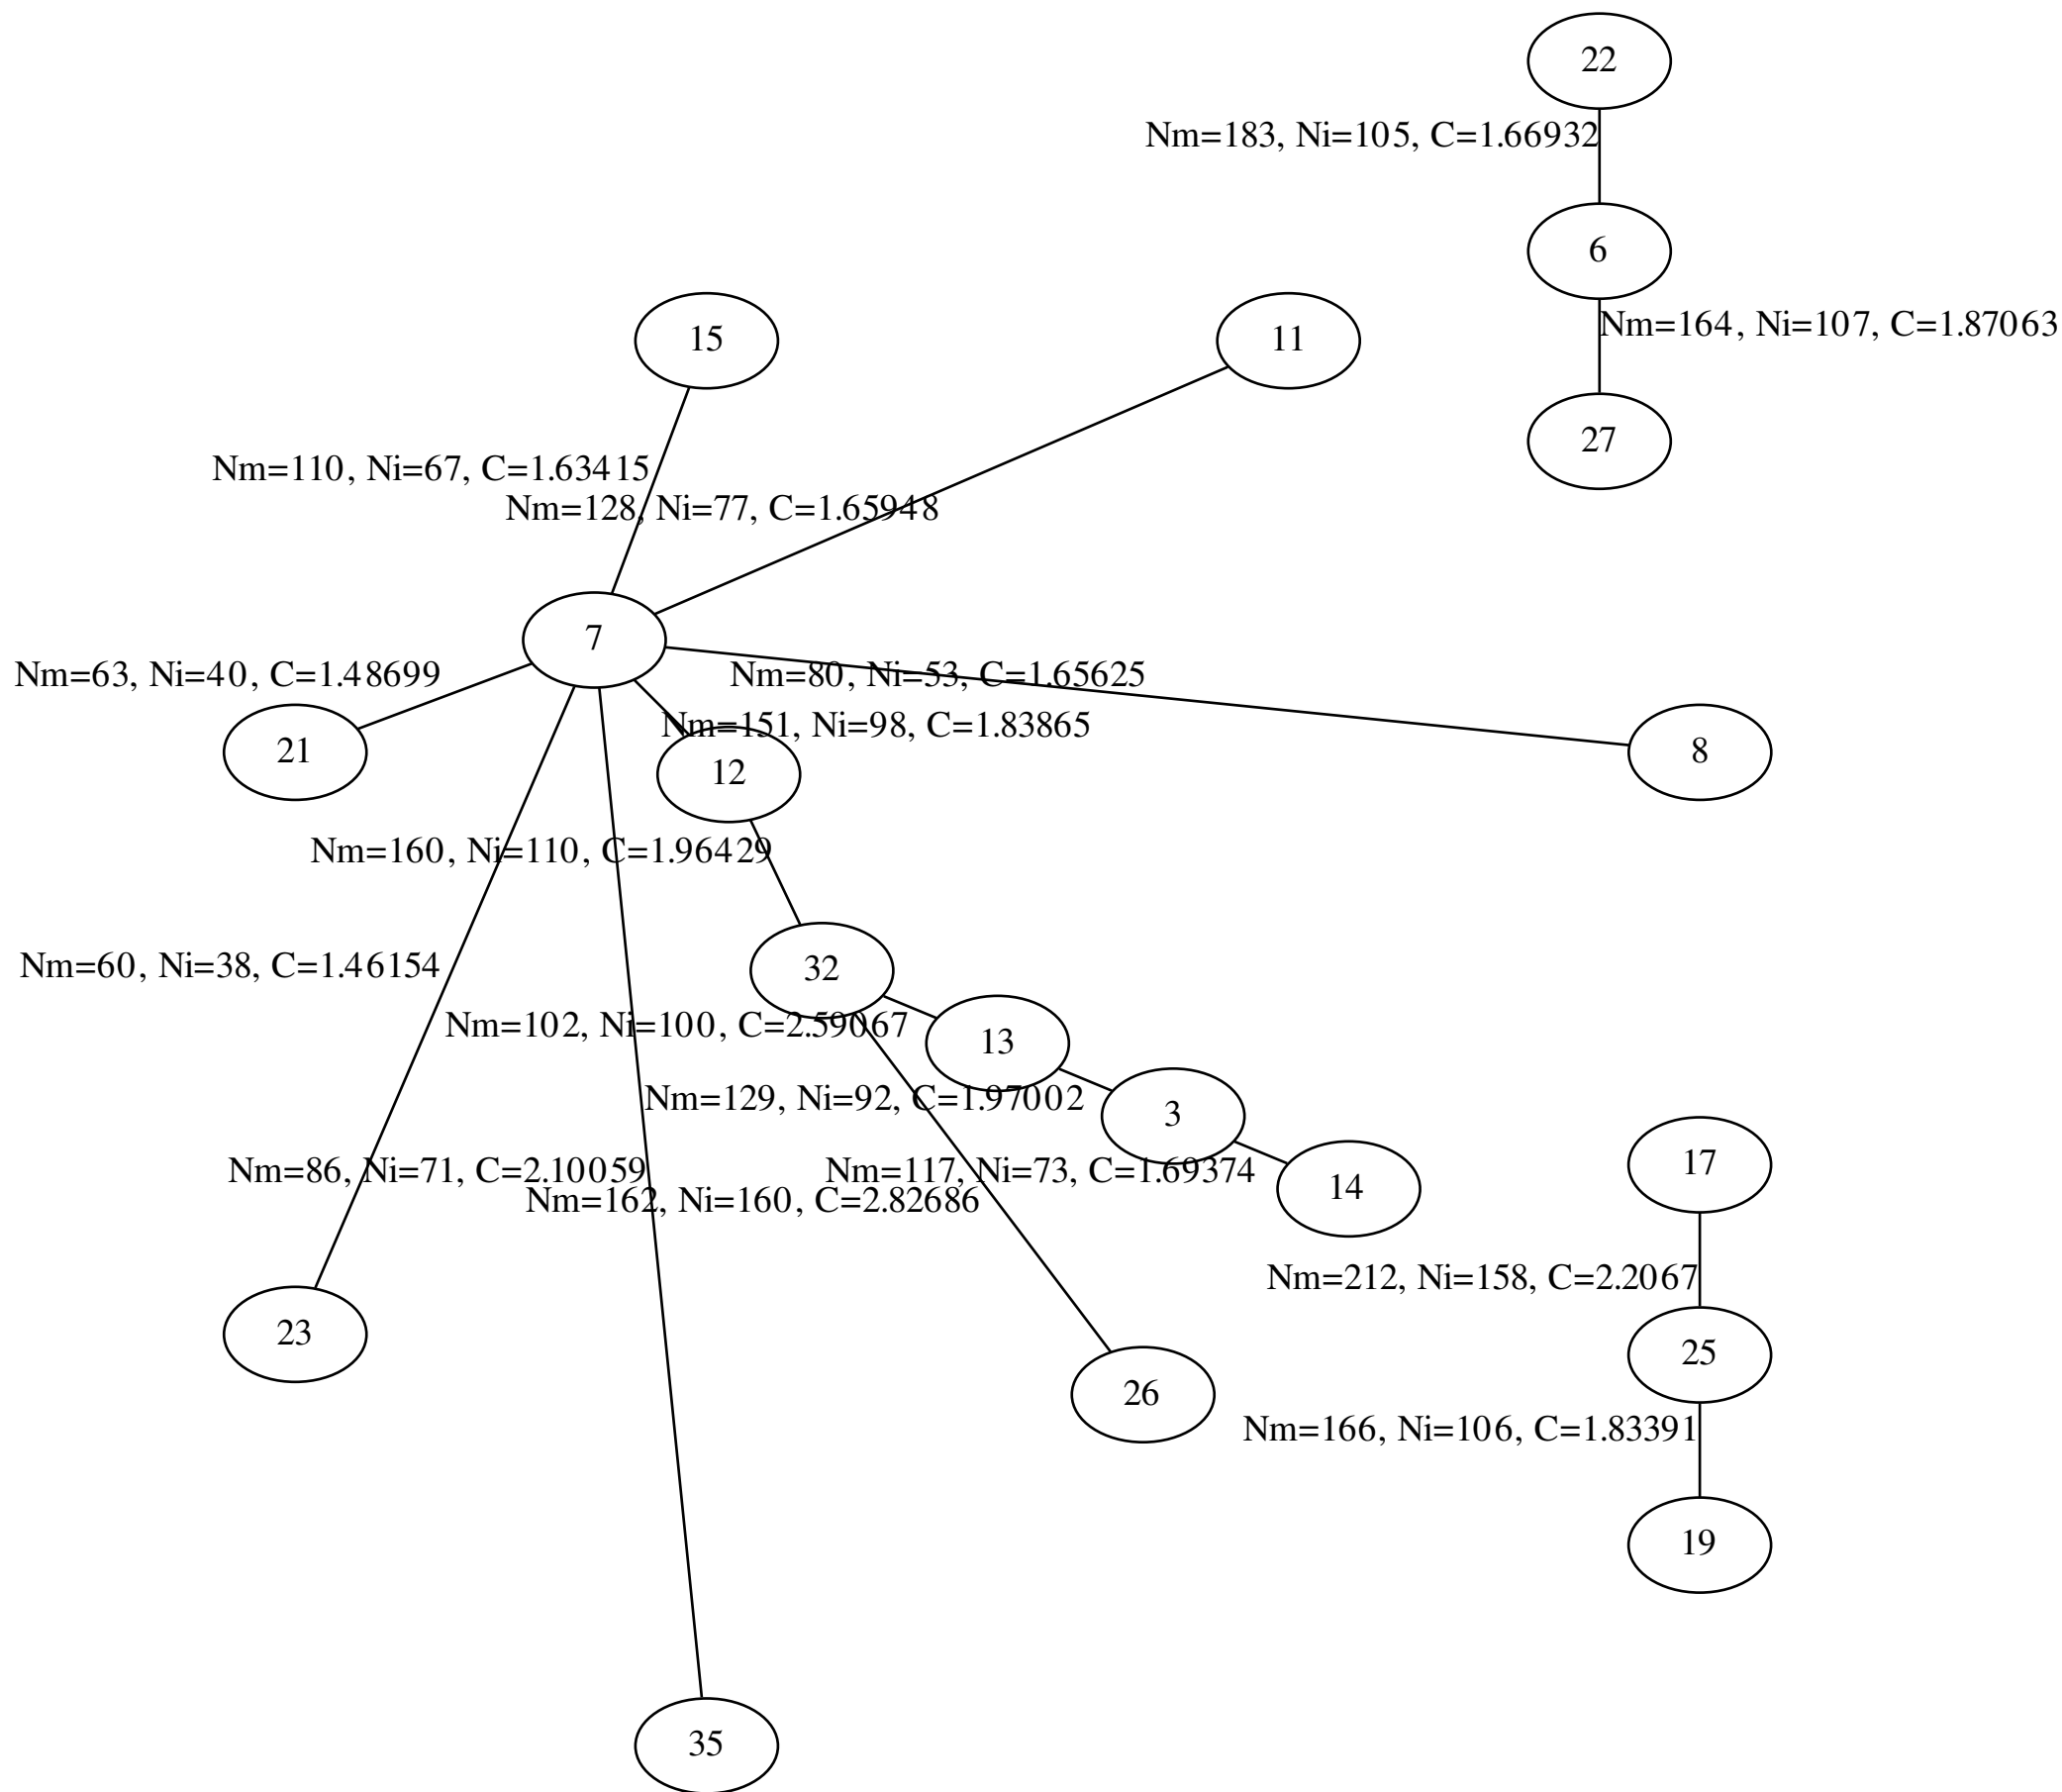 22
Nm=183, Ni=105, C=1.66932
6
Nm=164, Ni=107, C=1.87063
15
11
27
Nm=110, Ni=67, C=1.63415
Nm=128, Ni=77, C=1.65948
7
Nm=63, Ni=40, C=1.48699
Nm=80, Ni=53, C=1.65625
Nm=151, Ni=98, C=1.83865
21
12
8
Nm=160, Ni=110, C=1.96429
Nm=60, Ni=38, C=1.46154
32
Nm=102, Ni=100, C=2.59067
13
Nm=129, Ni=92, C=1.97002
3
Nm=86, Ni=71, C=2.10059
Nm=117, Ni=73, C=1.69374
17
14
Nm=162, Ni=160, C=2.82686
Nm=212, Ni=158, C=2.2067
23
25
26
Nm=166, Ni=106, C=1.83391
19
35